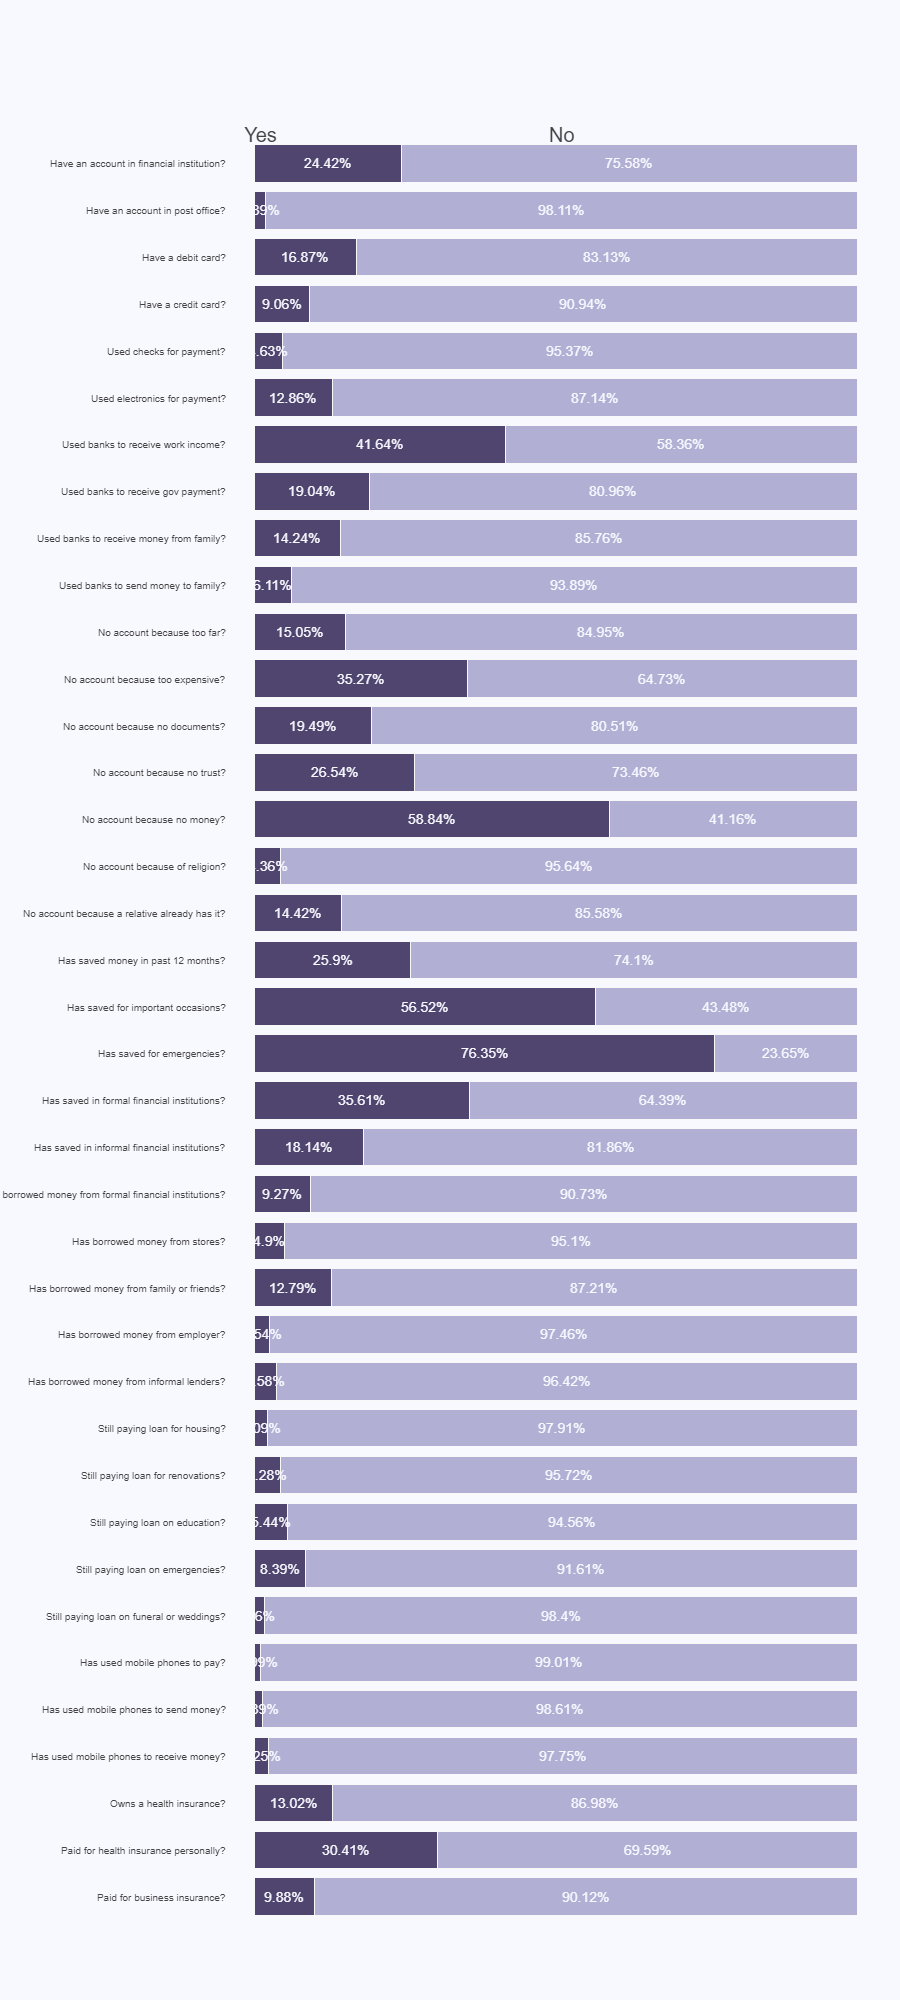 Yes No
Have an account in financial institution? 24.42% 75.58%
Have an account in post office? 89% 98.11%
Have a debit card? 16.87% 83.13%
Have a credit card? 9.06% 90.94%
Used checks for payment? .63% 95.37%
Used electronics for payment? 12.86% 87.14%
Used banks to receive work income? 41.64% 58.36%
Used banks to receive gov payment? 19.04% 80.96%
Used banks to receive money from family? 14.24% 85.76%
Used banks to send money to family? 6.11% 93.89%
No account because too far? 15.05% 84.95%
No account because too expensive? 35.27% 64.73%
No account because no documents? 19.49% 80.51%
No account because no trust? 26.54% 73.46%
No account because no money? 58.84% 41.16%
No account because of religion? .36% 95.64%
No account because a relative already has it? 14.42% 85.58%
Has saved money in past 12 months? 25.9% 74.1%
Has saved for important occasions? 56.52% 43.48%
Has saved for emergencies? 76.35% 23.65%
Has saved in formal financial institutions? 35.61% 64.39%
Has saved in informal financial institutions? 18.14% 81.86%
borrowed money from formal financial institutions? 9.27% 90.73%
Has borrowed money from stores? 4.9% 95.1%
Has borrowed money from family or friends? 12.79% 87.21%
Has borrowed money from employer? 54% 97.46%
Has borrowed money from informal lenders? .58% 96.42%
Still paying loan for housing? 09% 97.91%
Still paying loan for renovations? .28% 95.72%
Still paying loan on education? 5.44% 94.56%
Still paying loan on emergencies? 8.39% 91.61%
Still paying loan on funeral or weddings? 6% 98.4%
Has used mobile phones to pay? 99% 99.01%
Has used mobile phones to send money? 39% 98.61%
Has used mobile phones to receive money? 25% 97.75%
Owns a health insurance? 13.02% 86.98%
Paid for health insurance personally? 30.41% 69.59%
Paid for business insurance? 9.88% 90.12%